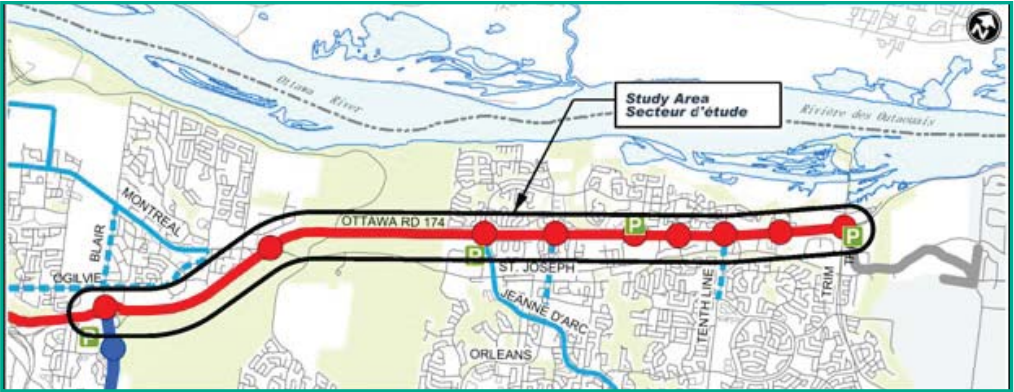 N
Ottawa River
Study Area
Secteur d'étude
Rivière des Outaouais
MONTREAL
BLAIR
OTTAWA RD 174
P
OGILVIE
P
P
ST. JOSEPH
P
JEANNE D'ARC
TENTH LINE
TRIM
ORLEANS